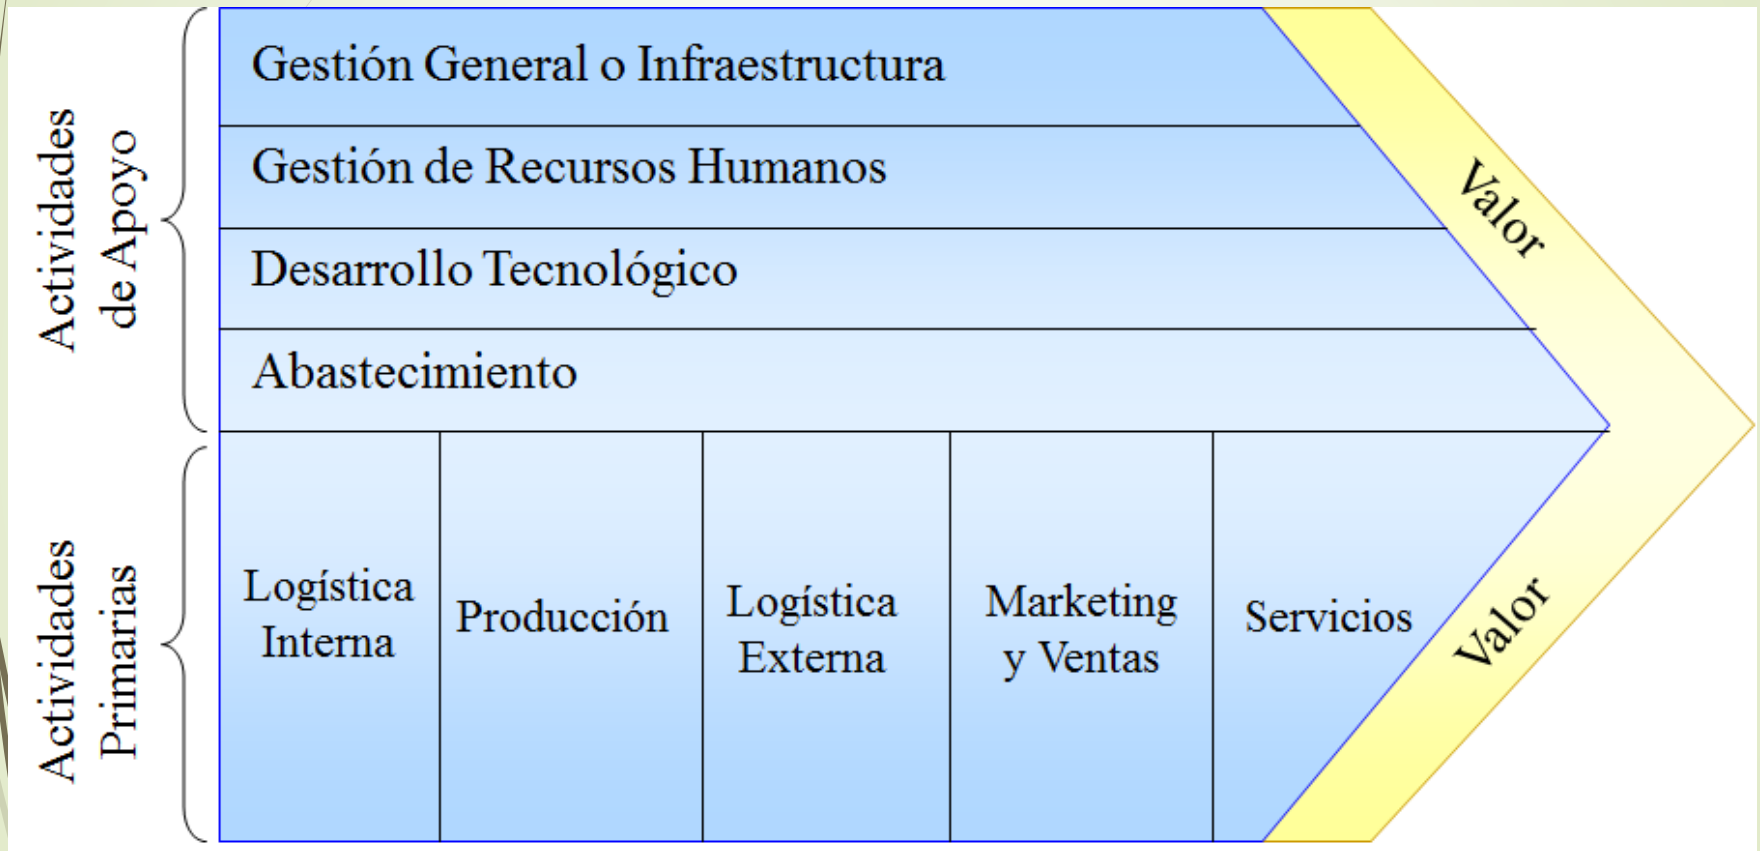 Actividades
de Apoyo
Gestión General o Infraestructura
Gestión de Recursos Humanos
Desarrollo Tecnológico
Abastecimiento
Valor
Actividades
Primarias
Logística
Interna
Producción
Logística
Externa
Marketing
y Ventas
Servicios
Valor